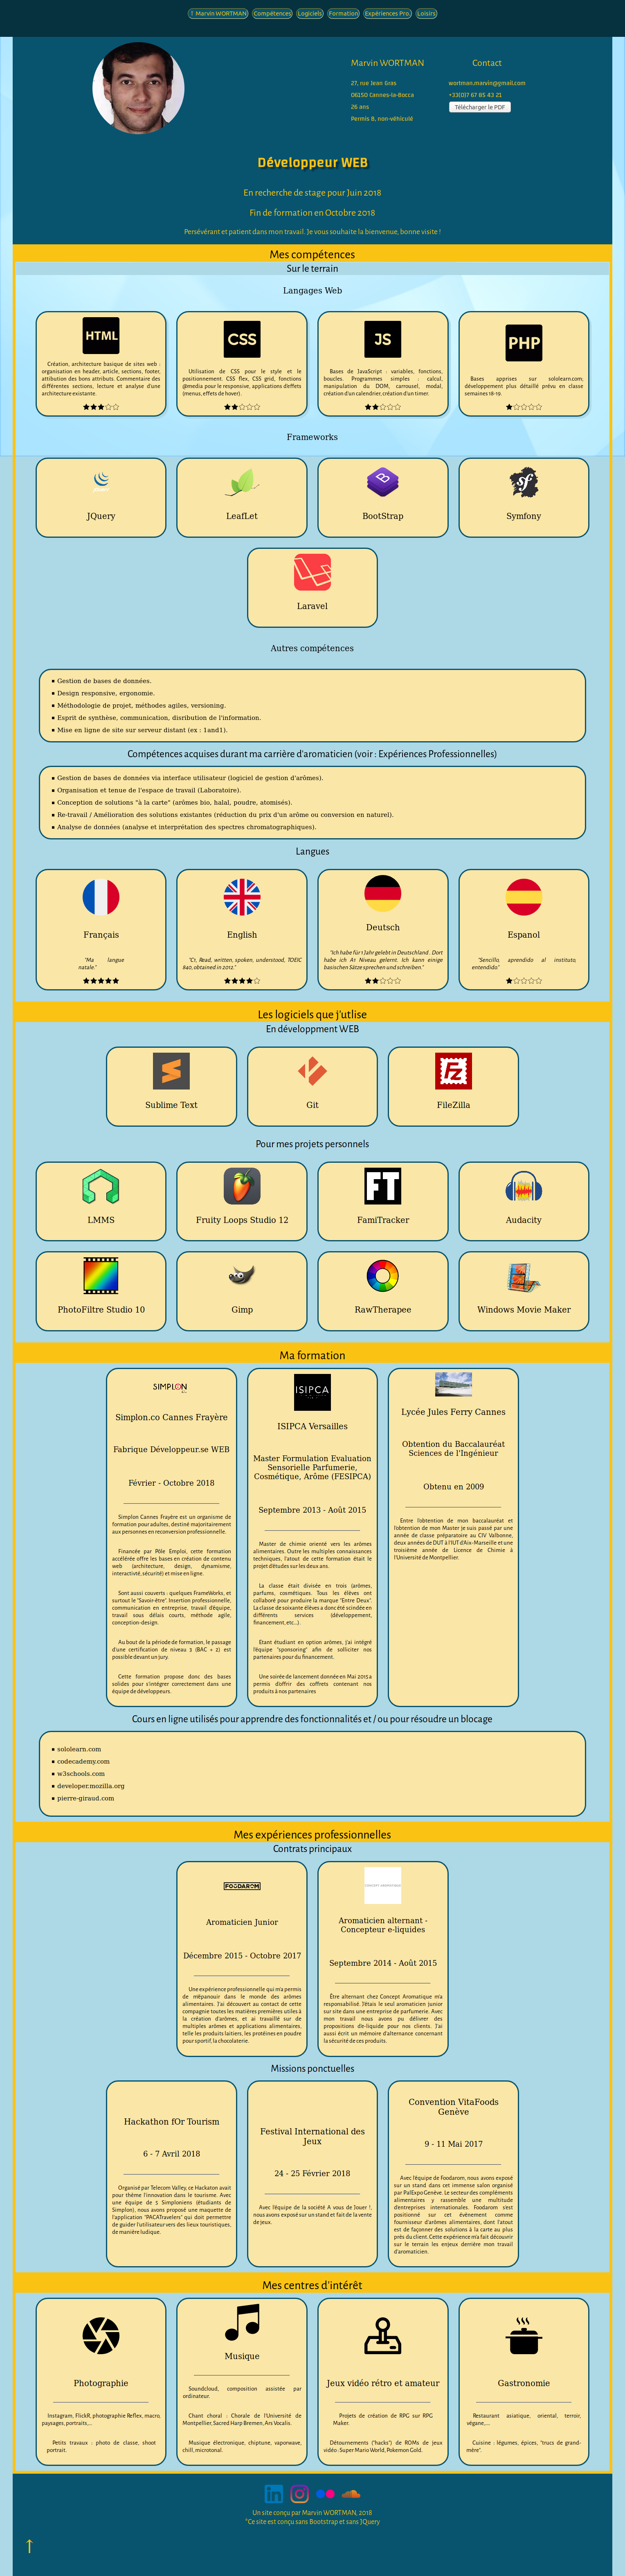 ↑ Marvin WORTMAN
Compétences
Logiciels
Formation
Expériences Pro.
Loisirs
Marvin WORTMAN
27, rue Jean Gras
06150 Cannes-la-Bocca
26 ans
Permis B, non-véhiculé
Contact
wortman.marvin@gmail.com
+33(0)7 67 85 43 21
Télécharger le PDF
Développeur WEB
En recherche de stage pour Juin 2018
Fin de formation en Octobre 2018
Persévérant et patient dans mon travail. Je vous souhaite la bienvenue, bonne visite !
Mes compétences
Sur le terrain
Langages Web
HTML
Création, architecture basique de sites web :
organisation en header, article, sections, footer,
attibution des bons attributs. Commentaire des
différentes sections, lecture et analyse d'une
architecture existante.
★★★☆☆
CSS
Utilisation de CSS pour le style et le
positionnement. CSS flex, CSS grid, fonctions
@media pour le responsive, applications d'effets
(menus, effets de hover).
★★☆☆☆
JS
Bases de JavaScript : variables, fonctions,
boucles. Programmes simples : calcul,
manipulation du DOM, carrousel, modal,
création d'un calendrier, création d'un timer.
★★☆☆☆
PHP
Bases apprises sur sololearn.com,
développement plus détaillé prévu en classe
semaines 18-19.
★☆☆☆☆
Frameworks
JQuery
LeafLet
BootStrap
Symfony
Laravel
Autres compétences
▪ Gestion de bases de données.
▪ Design responsive, ergonomie.
▪ Méthodologie de projet, méthodes agiles, versioning.
▪ Esprit de synthèse, communication, disribution de l'information.
▪ Mise en ligne de site sur serveur distant (ex : 1and1).
Compétences acquises durant ma carrière d'aromaticien (voir : Expériences Professionnelles)
▪ Gestion de bases de données via interface utilisateur (logiciel de gestion d'arômes).
▪ Organisation et tenue de l'espace de travail (Laboratoire).
▪ Conception de solutions "à la carte" (arômes bio, halal, poudre, atomisés).
▪ Re-travail / Amélioration des solutions existantes (réduction du prix d'un arôme ou conversion en naturel).
▪ Analyse de données (analyse et interprétation des spectres chromatographiques).
Langues
Français
"Ma langue
natale."
★★★★★
English
"C1. Read, written, spoken, understood, TOEIC
840, obtained in 2012."
★★★★☆
Deutsch
"Ich habe für 1 Jahr gelebt in Deutschland . Dort
habe ich A1 Niveau gelernt. Ich kann einige
basischen Sätze sprechen und schreiben."
★★☆☆☆
Espanol
"Sencillo, aprendido al instituto,
entendido."
★☆☆☆☆
Les logiciels que j'utlise
En développment WEB
Sublime Text
Git
FileZilla
Pour mes projets personnels
LMMS
Fruity Loops Studio 12
FT
FamiTracker
Audacity
PhotoFiltre Studio 10
Gimp
RawTherapee
Windows Movie Maker
Ma formation
SIMPLON
Simplon.co Cannes Frayère
Fabrique Développeur.se WEB
Février - Octobre 2018
Simplon Cannes Frayère est un organisme de
formation pour adultes, destiné majoritairement
aux personnes en reconversion professionnelle.
Financée par Pôle Emploi, cette formation
accélérée offre les bases en création de contenu
web (architecture, design, dynamisme,
interactivté, sécurité) et mise en ligne.
Sont aussi couverts : quelques FrameWorks, et
surtout le "Savoir-être". Insertion professionnelle,
communication en entreprise, travail d'équipe,
travail sous délais courts, méthode agile,
conception-design.
Au bout de la période de formation, le passage
d'une certification de niveau 3 (BAC + 2) est
possible devant un jury.
Cette formation propose donc des bases
solides pour s'intégrer correctement dans une
équipe de développeurs.
ISIPCA
ISIPCA Versailles
Master Formulation Evaluation
Sensorielle Parfumerie,
Cosmétique, Arôme (FESIPCA)
Septembre 2013 - Août 2015
Master de chimie orienté vers les arômes
alimentaires. Outre les multiples connaissances
techniques, l'atout de cette formation était le
projet d'études sur les deux ans.
La classe était divisée en trois (arômes,
parfums, cosmétiques. Tous les élèves ont
collaboré pour produire la marque "Entre Deux".
La classe de soixante élèves a donc été scindée en
différents services (développement,
financement, etc...).
Etant étudiant en option arômes, j'ai intégré
l'équipe "sponsoring" afin de solliciter nos
partenaires pour du financement.
Une soirée de lancement donnée en Mai 2015 a
permis d'offrir des coffrets contenant nos
produits à nos partenaires
Lycée Jules Ferry Cannes
Obtention du Baccalauréat
Sciences de l'Ingénieur
Obtenu en 2009
Entre l'obtention de mon baccalauréat et
l'obtention de mon Master je suis passé par une
année de classe préparatoire au CIV Valbonne,
deux années de DUT à l'IUT d'Aix-Marseille et une
troisième année de Licence de Chimie à
l'Université de Montpellier.
Cours en ligne utilisés pour apprendre des fonctionnalités et / ou pour résoudre un blocage
▪ sololearn.com
▪ codecademy.com
▪ w3schools.com
▪ developer.mozilla.org
▪ pierre-giraud.com
Mes expériences professionnelles
Contrats principaux
FOODAROM
Aromaticien Junior
Décembre 2015 - Octobre 2017
Une expérience professionnelle qui m'a permis
de m'épanouir dans le monde des arômes
alimentaires. J'ai découvert au contact de cette
compagnie toutes les matières premières utiles à
la création d'arômes, et ai travaillé sur de
multiples arômes et applications alimentaires,
telle les produits laitiers, les protéines en poudre
pour sportif, la chocolaterie.
CONCEPT AROMATIQUE
Aromaticien alternant -
Concepteur e-liquides
Septembre 2014 - Août 2015
Être alternant chez Concept Aromatique m'a
responsabilisé. J'étais le seul aromaticien junior
sur site dans une entreprise de parfumerie. Avec
mon travail nous avons pu délivrer des
propositions d'e-liquide pour nos clients. J'ai
aussi écrit un mémoire d'alternance concernant
la sécurité de ces produits.
Missions ponctuelles
Hackathon fOr Tourism
6 - 7 Avril 2018
Organisé par Telecom Valley, ce Hackaton avait
pour thème l'innovation dans le tourisme. Avec
une équipe de 5 Simploniens (étudiants de
Simplon), nous avons proposé une maquette de
l'application "PACATravelers" qui doit permettre
de guider l'utilisateur vers des lieux touristiques,
de manière ludique.
Festival International des
Jeux
24 - 25 Février 2018
Avec l'équipe de la société A vous de Jouer !,
nous avons exposé sur un stand et fait de la vente
de jeux.
Convention VitaFoods
Genève
9 - 11 Mai 2017
Avec l'équipe de Foodarom, nous avons exposé
sur un stand dans cet immense salon organisé
par PalExpo Genève. Le secteur des compléments
alimentaires y rassemble une multitude
d'entreprises internationales. Foodarom s'est
positionné sur cet évènement comme
fournisseur d'arômes alimentaires, dont l'atout
est de façonner des solutions à la carte au plus
près du client. Cette expérience m'a fait découvrir
sur le terrain les enjeux derrière mon travail
d'aromaticien.
Mes centres d'intérêt
Photographie
Instagram, FlickR, photographie Reflex, macro,
paysages, portraits,...
Petits travaux : photo de classe, shoot
portrait.
Musique
Soundcloud, composition assistée par
ordinateur.
Chant choral : Chorale de l'Université de
Montpellier, Sacred Harp Bremen, Ars Vocalis.
Musique électronique, chiptune, vaporwave,
chill, microtonal.
Jeux vidéo rétro et amateur
Projets de création de RPG sur RPG
Maker.
Détournements ("hacks") de ROMs de jeux
vidéo : Super Mario World, Pokemon Gold.
Gastronomie
Restaurant asiatique, oriental, terroir,
végane,....
Cuisine : légumes, épices, "trucs de grand-
mère".
Un site conçu par Marvin WORTMAN, 2018
"Ce site est conçu sans Bootstrap et sans JQuery
↑